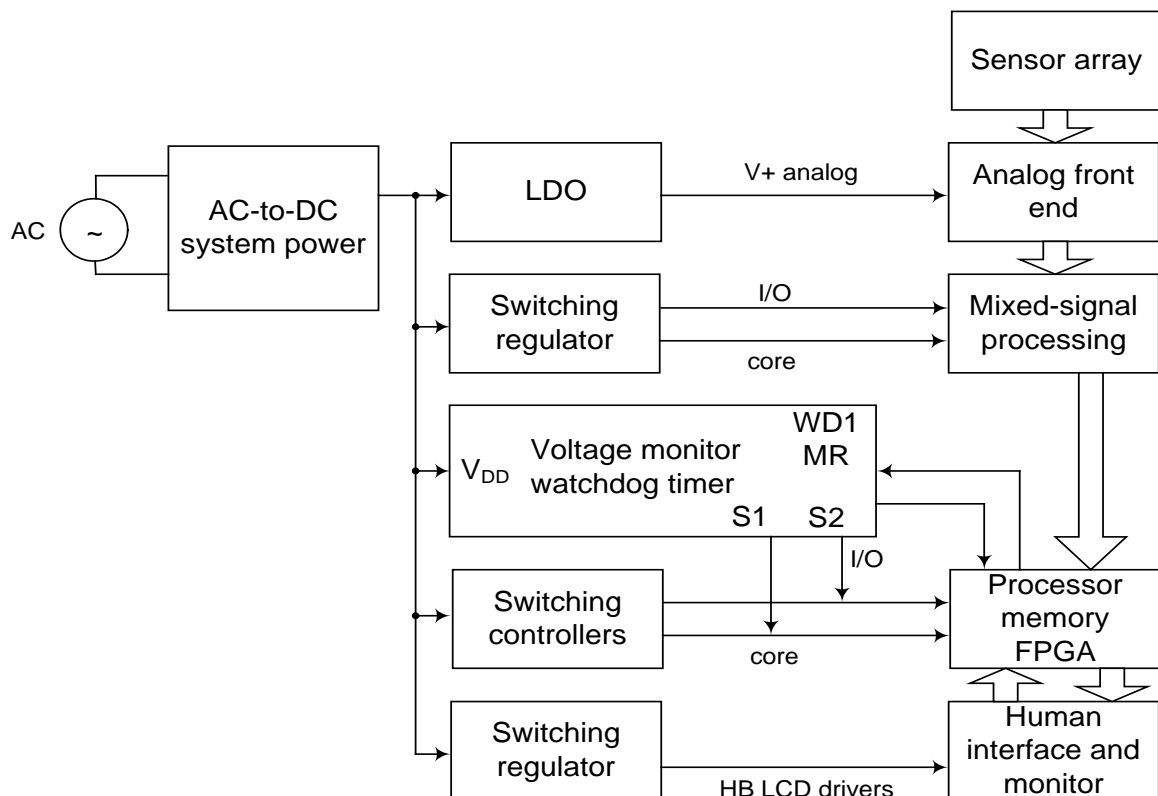 Sensor array
AC
~
AC-to-DC
system power
LDO
V+ analog
Analog front
end
Switching
regulator
I/O
core
Mixed-signal
processing
WD1
MR
VDD
Voltage monitor
watchdog timer
S1
S2
I/O
Switching
controllers
core
Processor
memory
FPGA
Switching
regulator
HB LCD drivers
Human
interface and
monitor